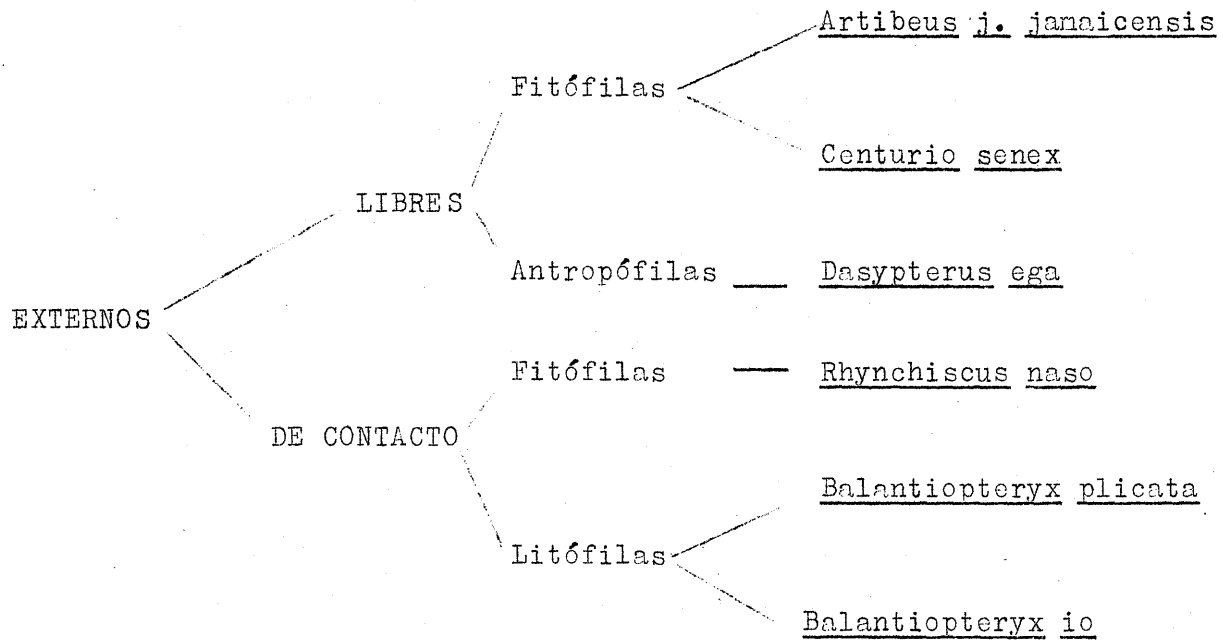 Artibeus j. jamaicensis
Fitófilas
Centurio senex
LIBRES
Antropófilas Dasypterus ega
EXTERNOS
Fitófilas Rhynchiscus naso
DE CONTACTO
Balantiopteryx plicata
Litófilas
Balantiopteryx io